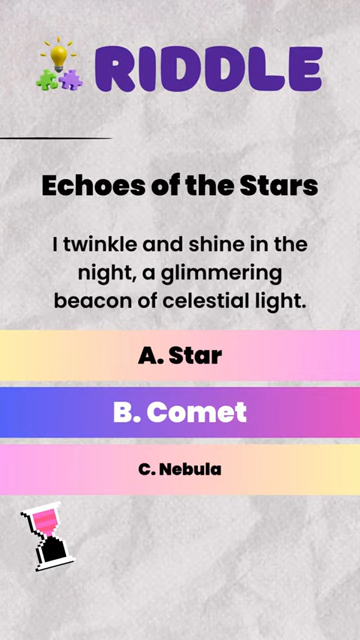 RIDDLE
Echoes of the Stars
I twinkle and shine in the
night, a glimmering
beacon of celestial light.
A. Star
B. Comet
C. Nebula